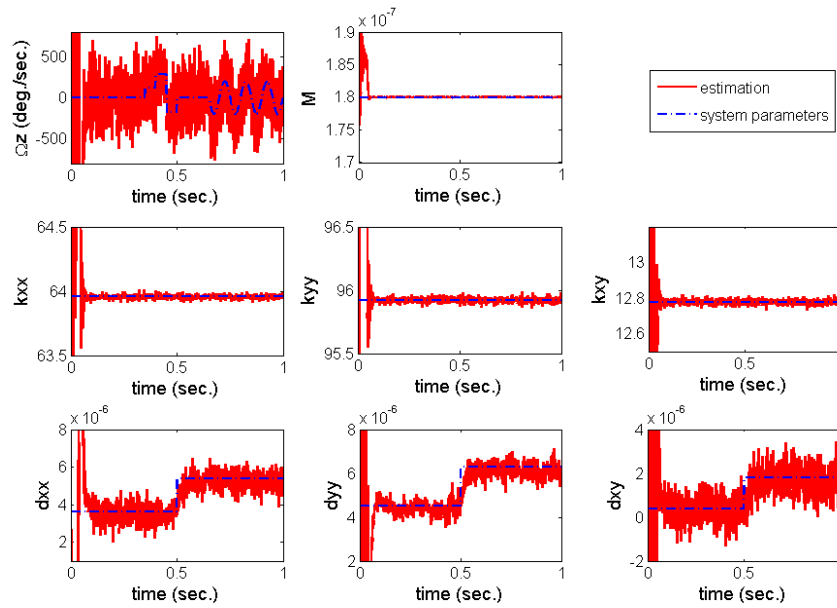 x 10^-7
Ωz (deg./sec.)
500
0
-500
0
0.5
1
time (sec.)
M
1.9
1.8
1.8
1.7
1.7
0
0.5
1
time (sec.)
estimation
system parameters
kxx
64.5
64
63.5
0
0.5
1
time (sec.)
kyy
96.5
96
95.5
0
0.5
1
time (sec.)
kxy
13
12.8
12.6
0
0.5
time (sec.)
x 10^-6
dxx
8
6
4
2
0
0.5
1
time (sec.)
x 10^-6
dyy
8
6
4
2
0
0.5
1
time (sec.)
x 10^-6
dxy
4
2
0
-2
0
0.5
time (sec.)